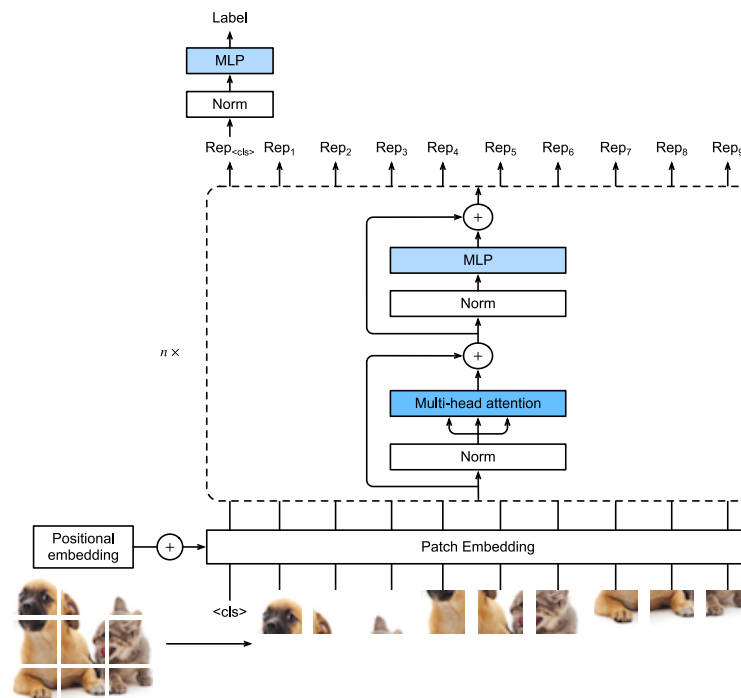 Label
MLP
Norm
Rep<cls> Rep1 Rep2 Rep3 Rep4 Rep5 Rep6 Rep7 Rep8 Rep9
MLP
Norm
n ×
Multi-head attention
Norm
Positional
embedding
Patch Embedding
<cls>